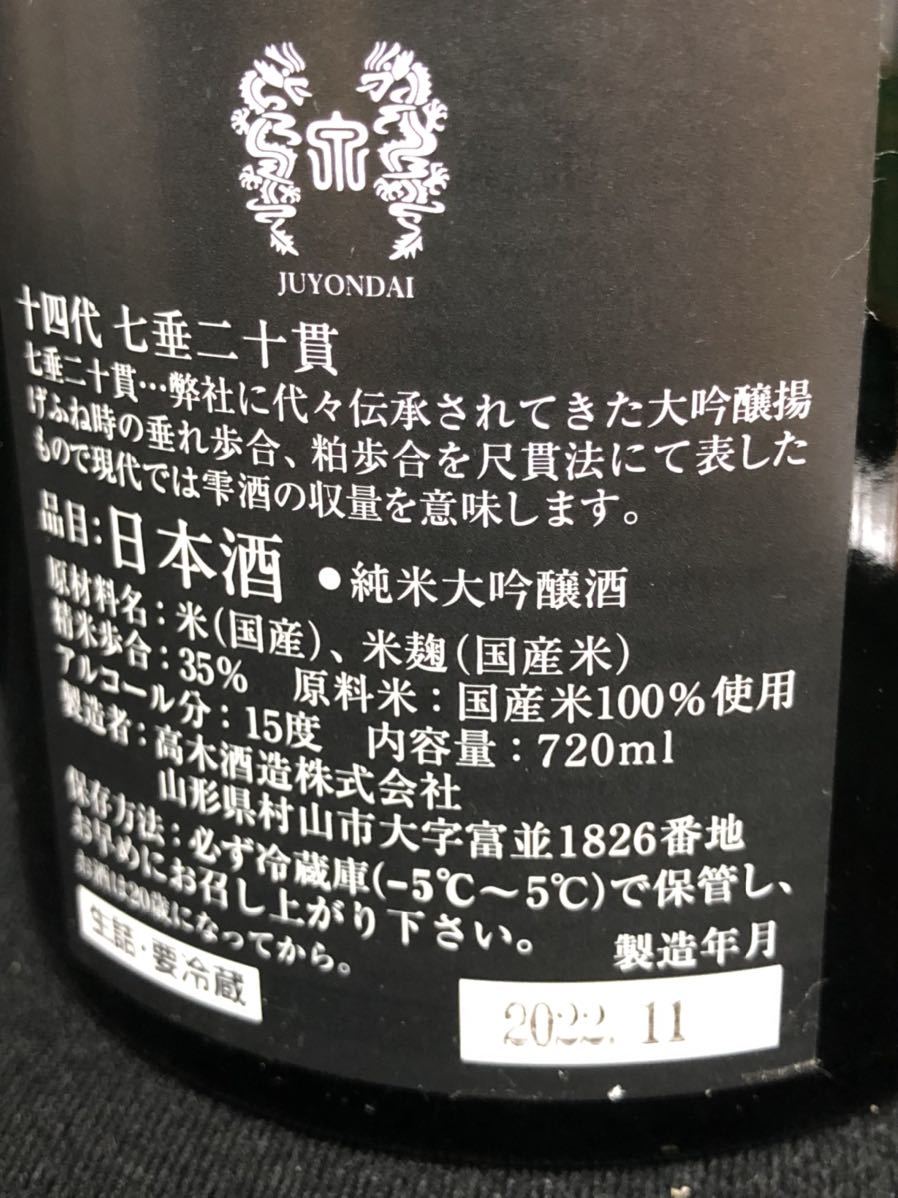 JUYONDAI
十四代 七垂二十貫
七垂二十貫…弊社に代々伝承されてきた大吟醸揚
げふね時の垂れ歩合、粕歩合を尺貫法にて表した
もので現代では雫酒の収量を意味します。
品目:日本酒 ●純米大吟醸酒
原材料名:米(国産)、米麹(国産米)
精米歩合:35% 原料米:国産米100%使用
アルコール分:15度 内容量:720ml
製造者:高木酒造株式会社
山形県村山市大字富並1826番地
保存方法:必ず冷蔵庫(-5℃〜5℃)で保管し、
お早めにお召し上がり下さい。
お酒は20歳になってから。
製造年月
生詰・要冷蔵
2022.11